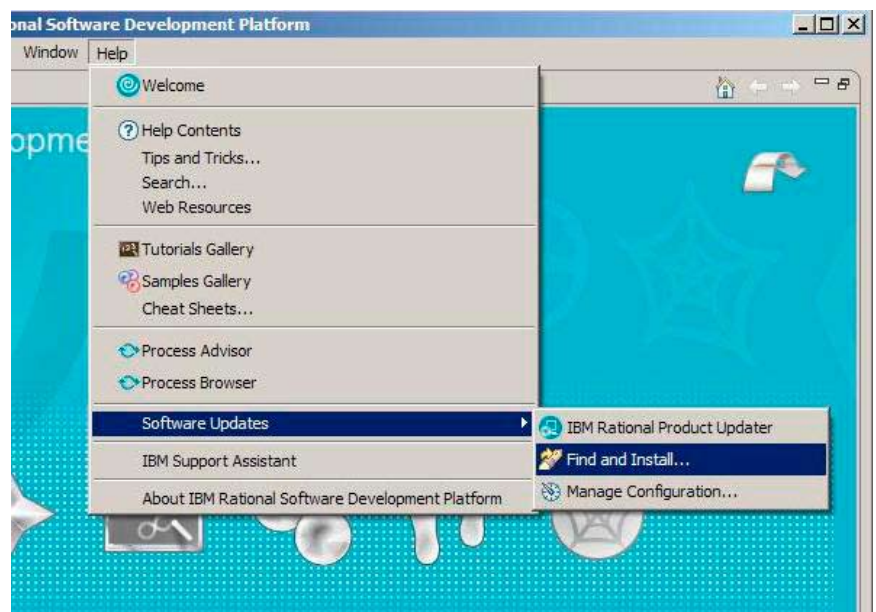 onal Software Development Platform
Window Help
Welcome
opme
Help Contents
Tips and Tricks...
Search...
Web Resources
Tutorials Gallery
Samples Gallery
Cheat Sheets...
Process Advisor
Process Browser
Software Updates
IBM Rational Product Updater
IBM Support Assistant
Find and Install...
About IBM Rational Software Development Platform
Manage Configuration...